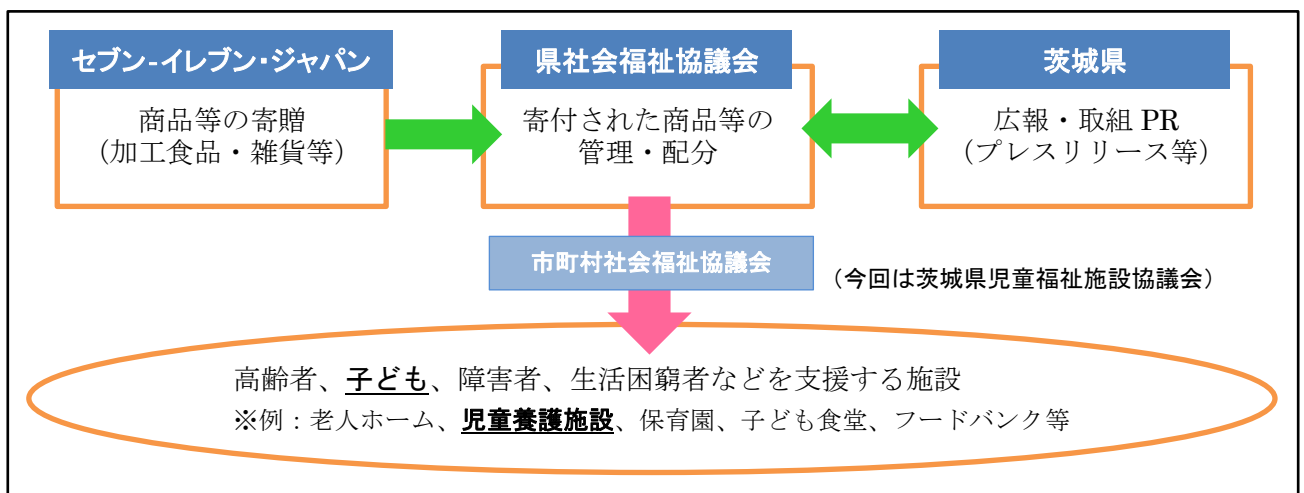 セブン-イレブン・ジャパン
商品等の寄贈
（加工食品・雑貨等）
県社会福祉協議会
寄付された商品等の
管理・配分
茨城県
広報・取組 PR
（プレスリリース等）
市町村社会福祉協議会
（今回は茨城県児童福祉施設協議会）
高齢者、子ども、障害者、生活困窮者などを支援する施設
※例：老人ホーム、児童養護施設、保育園、子ども食堂、フードバンク等